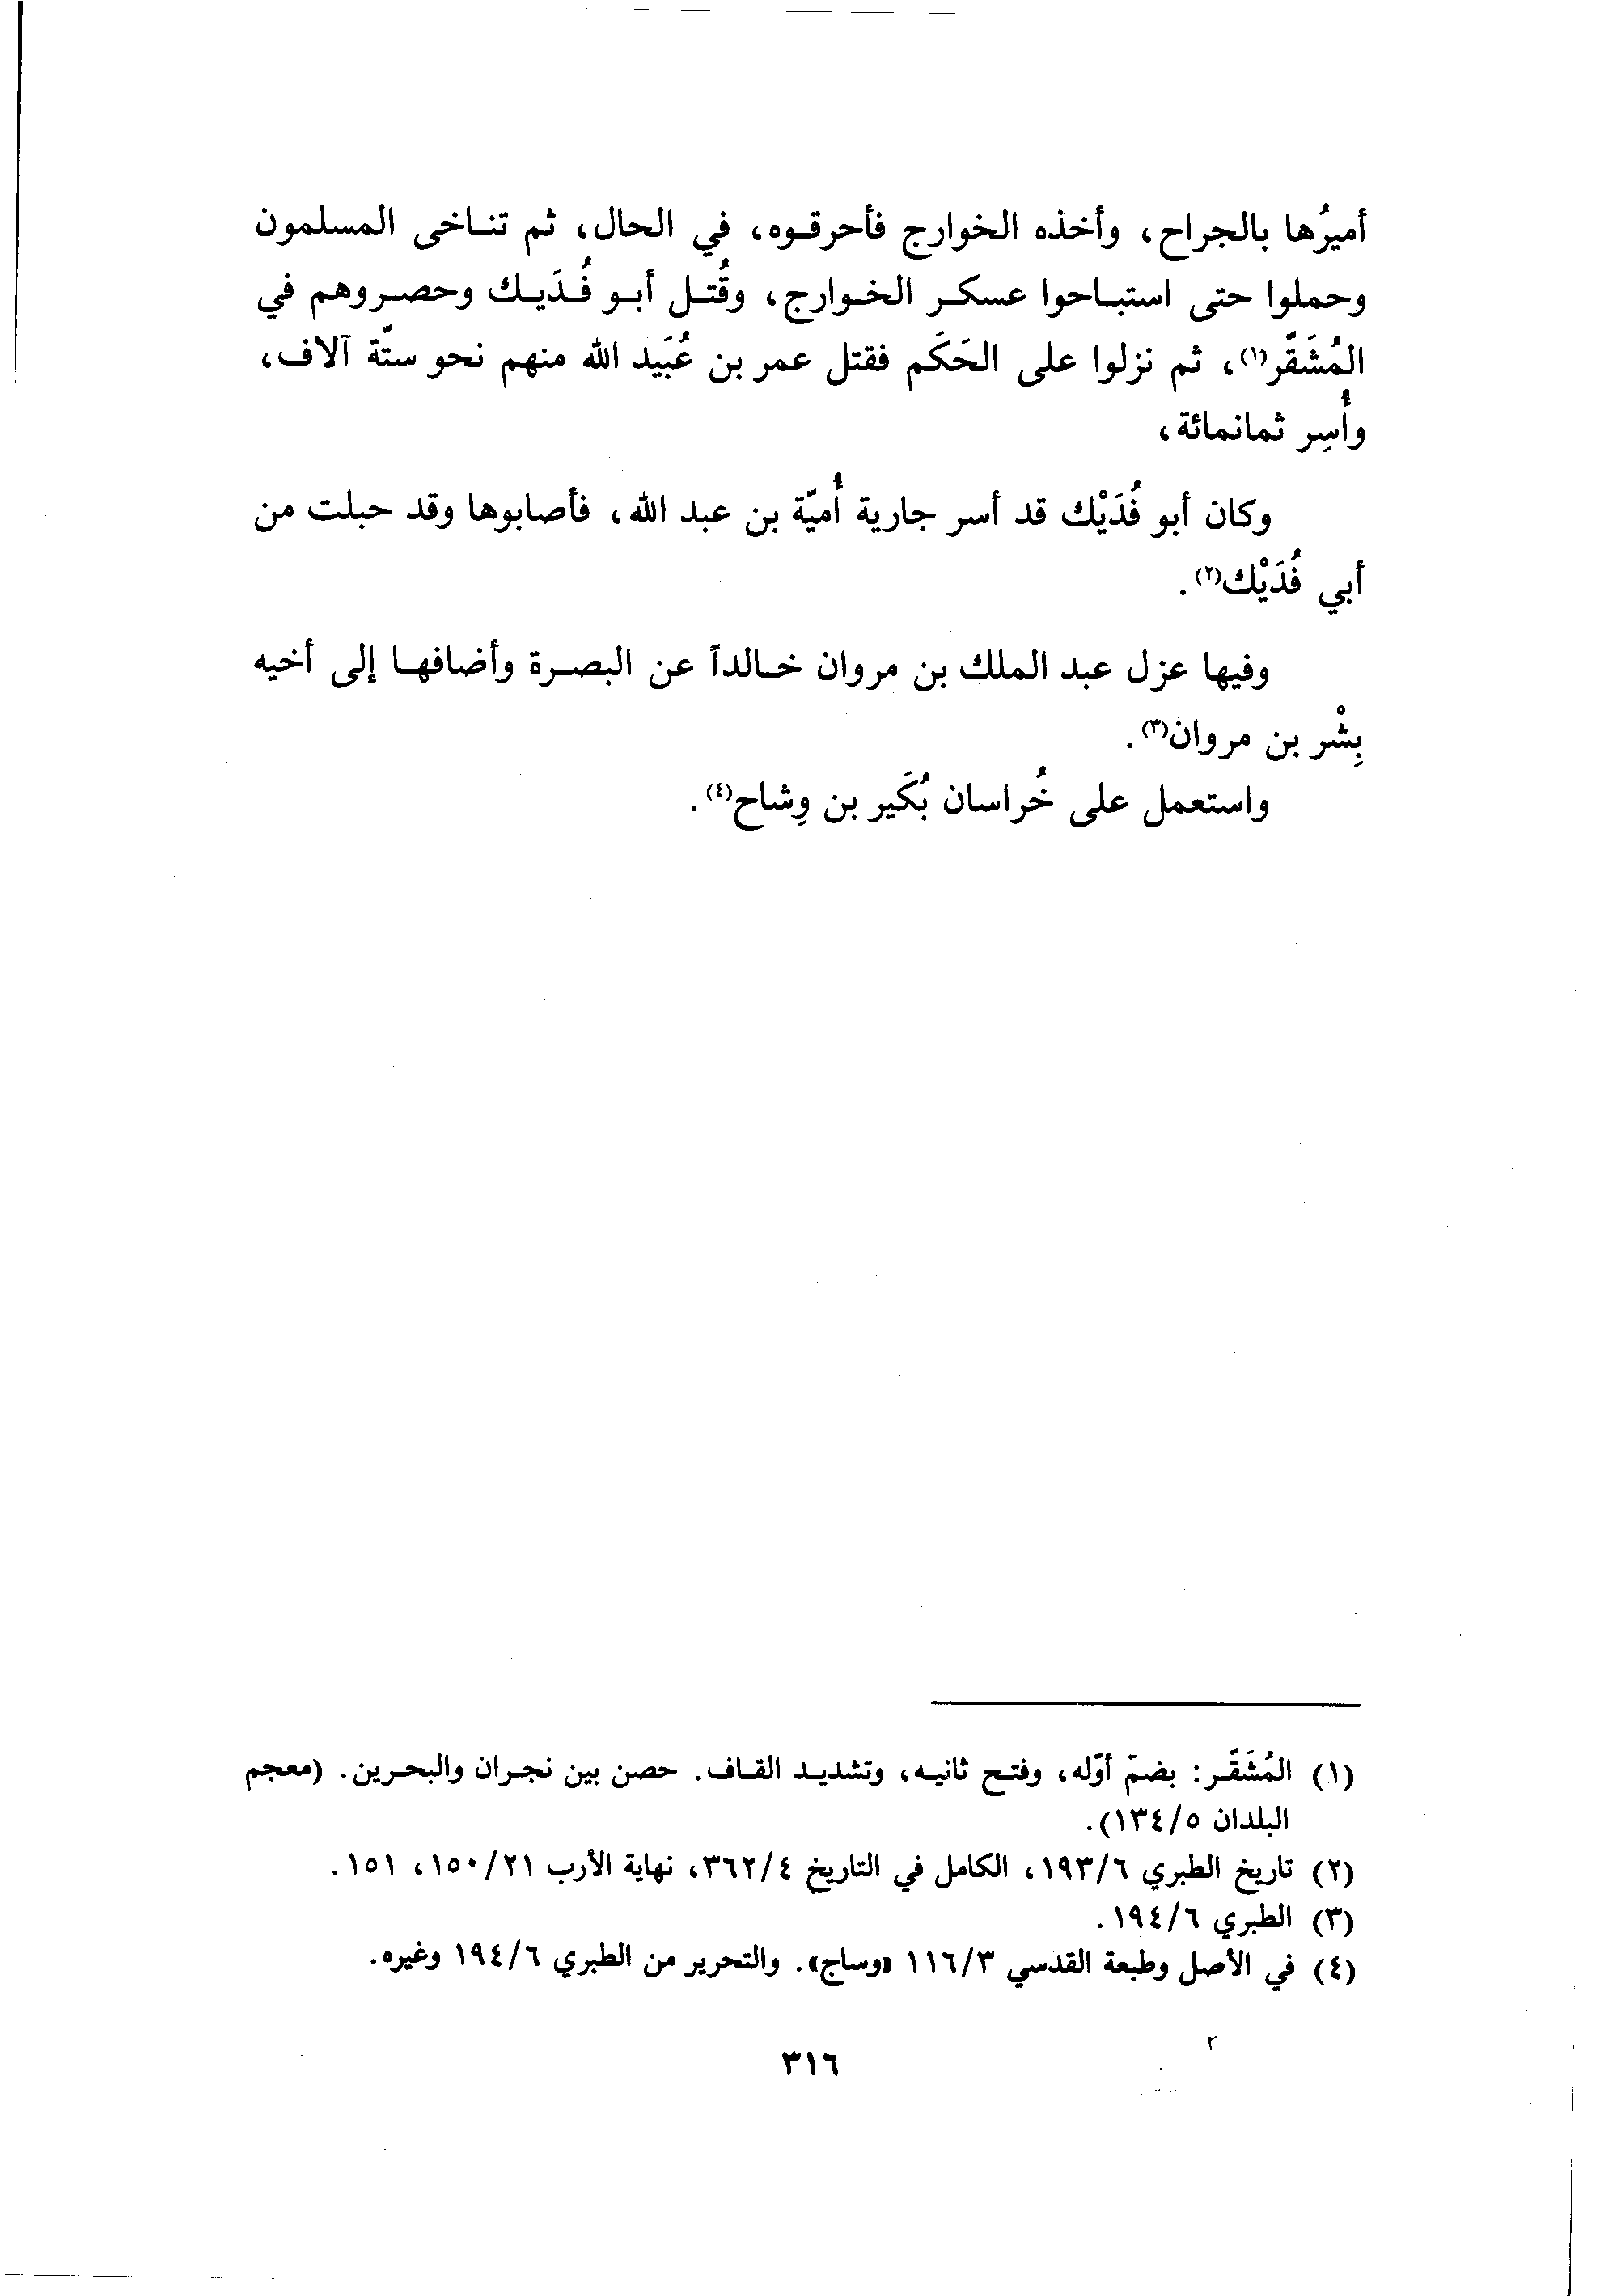 أميرُها بالجراح، وأخذه الخوارج فأحرقوه، في الحال، ثم تناخى المسلمون
وحملوا حتى استباحوا عسكر الخوارج، وقُتل أبو فُدَيك وحصروهم في
المُشَقّر(١)، ثم نزلوا على الحَكَم فقتل عمر بن عُبَيد الله منهم نحو ستّة آلاف،
وأُسِر ثمانمائة،
وكان أبو فُدَيْك قد أسر جارية أُميّة بن عبد الله، فأصابوها وقد حبلت من
أبي فُدَيْك(٢).
وفيها عزل عبد الملك بن مروان خالداً عن البصرة وأضافها إلى أخيه
بِشْر بن مروان(٣).
واستعمل على خُراسان بُكَير بن وِشاح(٤).
(١) المُشَقَّر: بضمّ أوّله، وفتح ثانيه، وتشديد القاف. حصن بين نجران والبحرين. (معجم
البلدان ٥/١٣٤).
(٢) تاريخ الطبري ٦/١٩٣، الكامل في التاريخ ٤/٣٦٢، نهاية الأرب ٢١/١٥٠، ١٥١.
(٣) الطبري ٦/١٩٤.
(٤) في الأصل وطبعة القدسي ٣/١١٦ «وساج». والتحرير من الطبري ٦/١٩٤ وغيره.
٣١٦